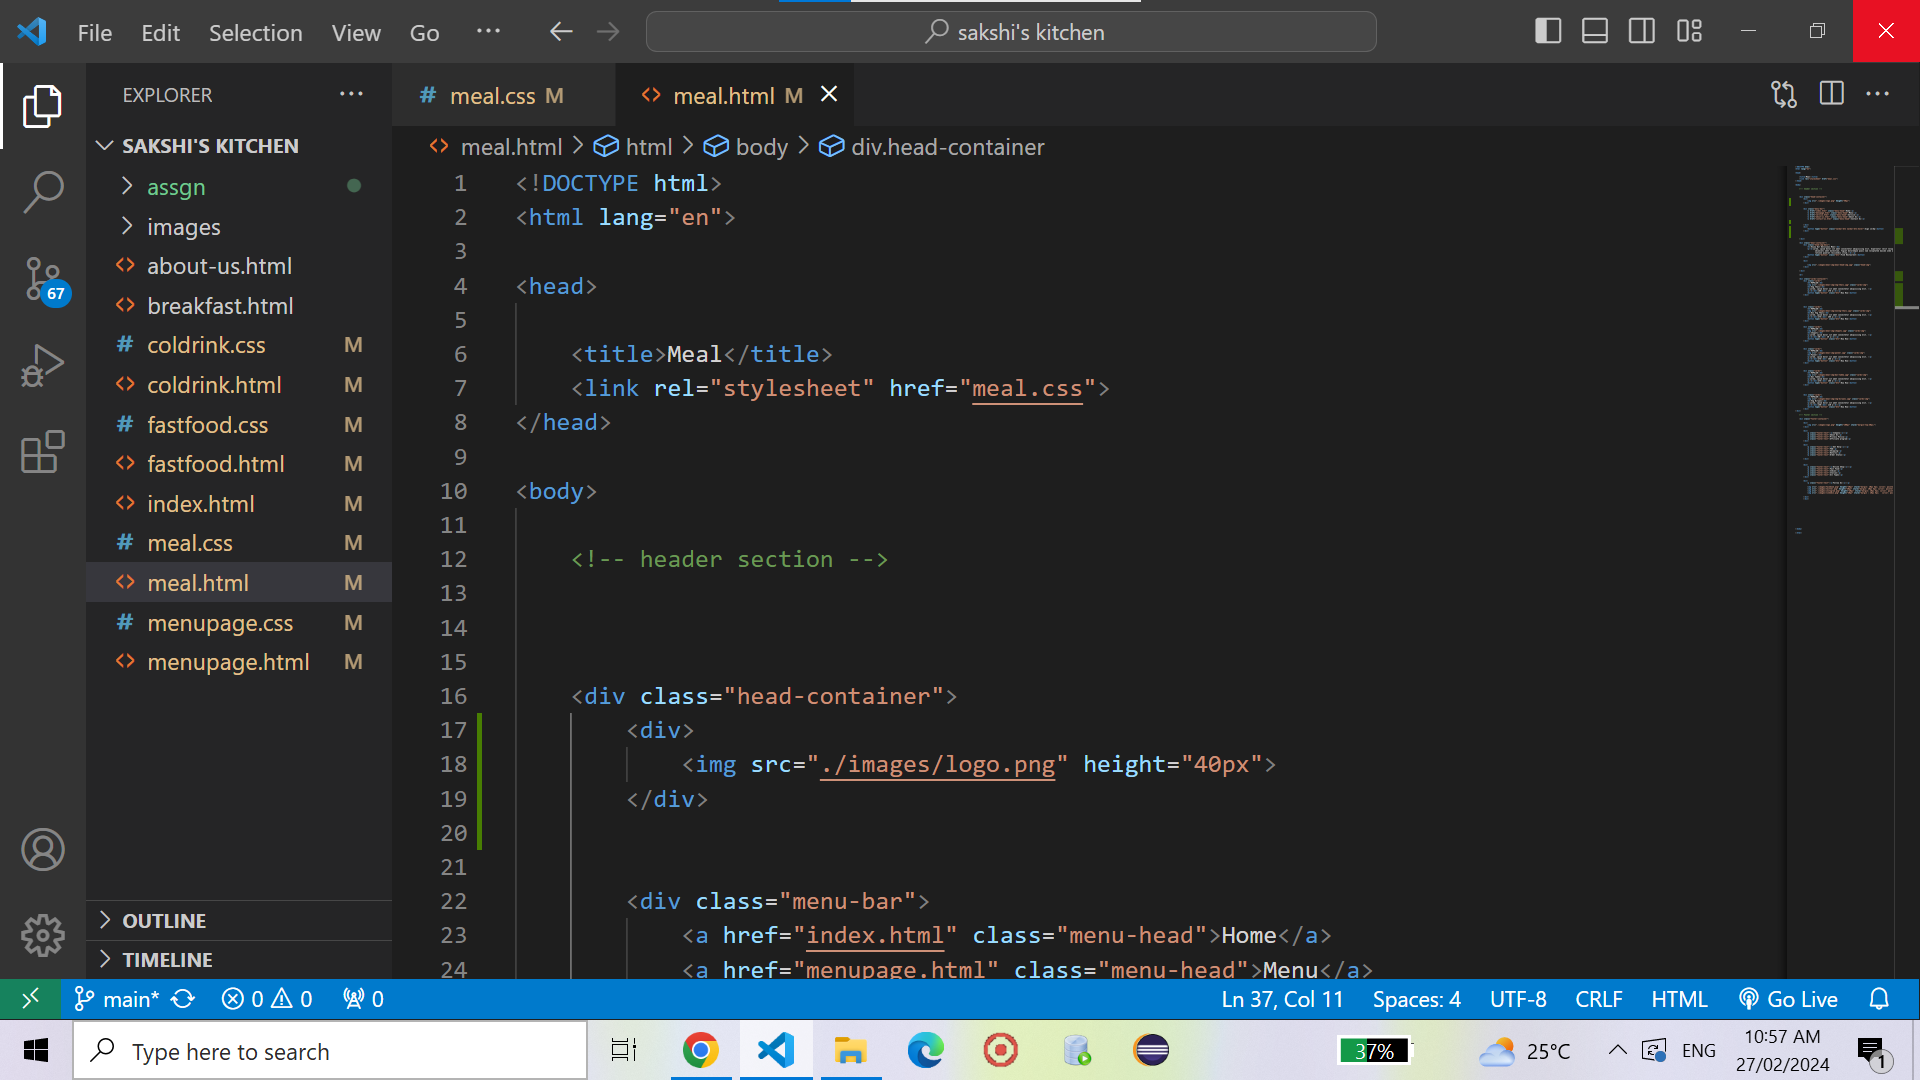 File Edit Selection View Go ···
sakshi's kitchen
EXPLORER
SAKSHI'S KITCHEN
assgn
images
about-us.html
breakfast.html
coldrink.css M
coldrink.html M
fastfood.css M
fastfood.html M
index.html M
meal.css M
meal.html M
menupage.css M
menupage.html M
OUTLINE
TIMELINE
67
# meal.css M
<> meal.html M
meal.html > html > body > div.head-container
1 <!DOCTYPE html>
2 <html lang="en">
3
4 <head>
5
6 <title>Meal</title>
7 <link rel="stylesheet" href="meal.css">
8 </head>
9
10 <body>
11
12 <!-- header section -->
13
14
15
16 <div class="head-container">
17 <div>
18 <img src="./images/logo.png" height="40px">
19 </div>
20
21
22 <div class="menu-bar">
23 <a href="index.html" class="menu-head">Home</a>
24 <a href="menupage.html" class="menu-head">Menu</a>
main* 0 0 0
Ln 37, Col 11 Spaces: 4 UTF-8 CRLF HTML Go Live
Type here to search
37%
25°C
ENG
10:57 AM
27/02/2024
1